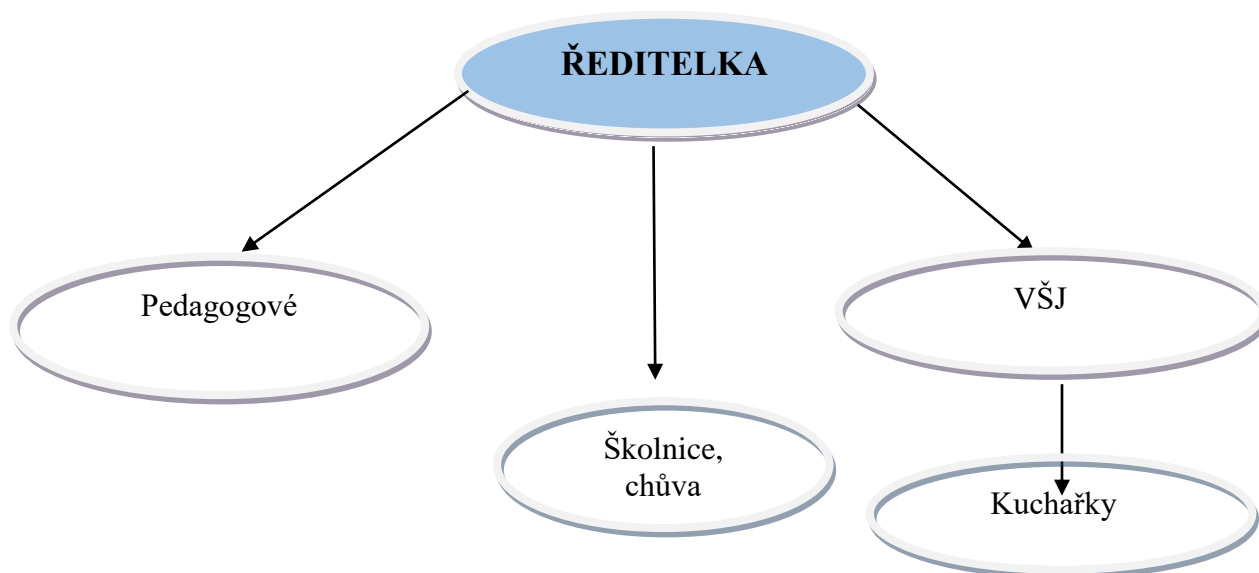 ŘEDITELKA
Pedagogové
VŠJ
Školnice,
chůva
Kuchařky